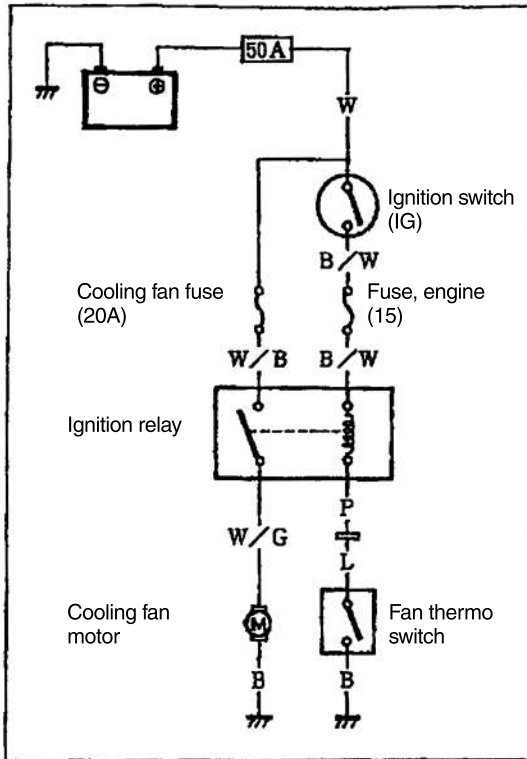 50A
⊖ ⊕
W
Ignition switch
(IG)
B/W
Cooling fan fuse
(20A)
Fuse, engine
(15)
W/B
B/W
Ignition relay
P
W/G
L
Cooling fan
motor
M
Fan thermo
switch
B
B